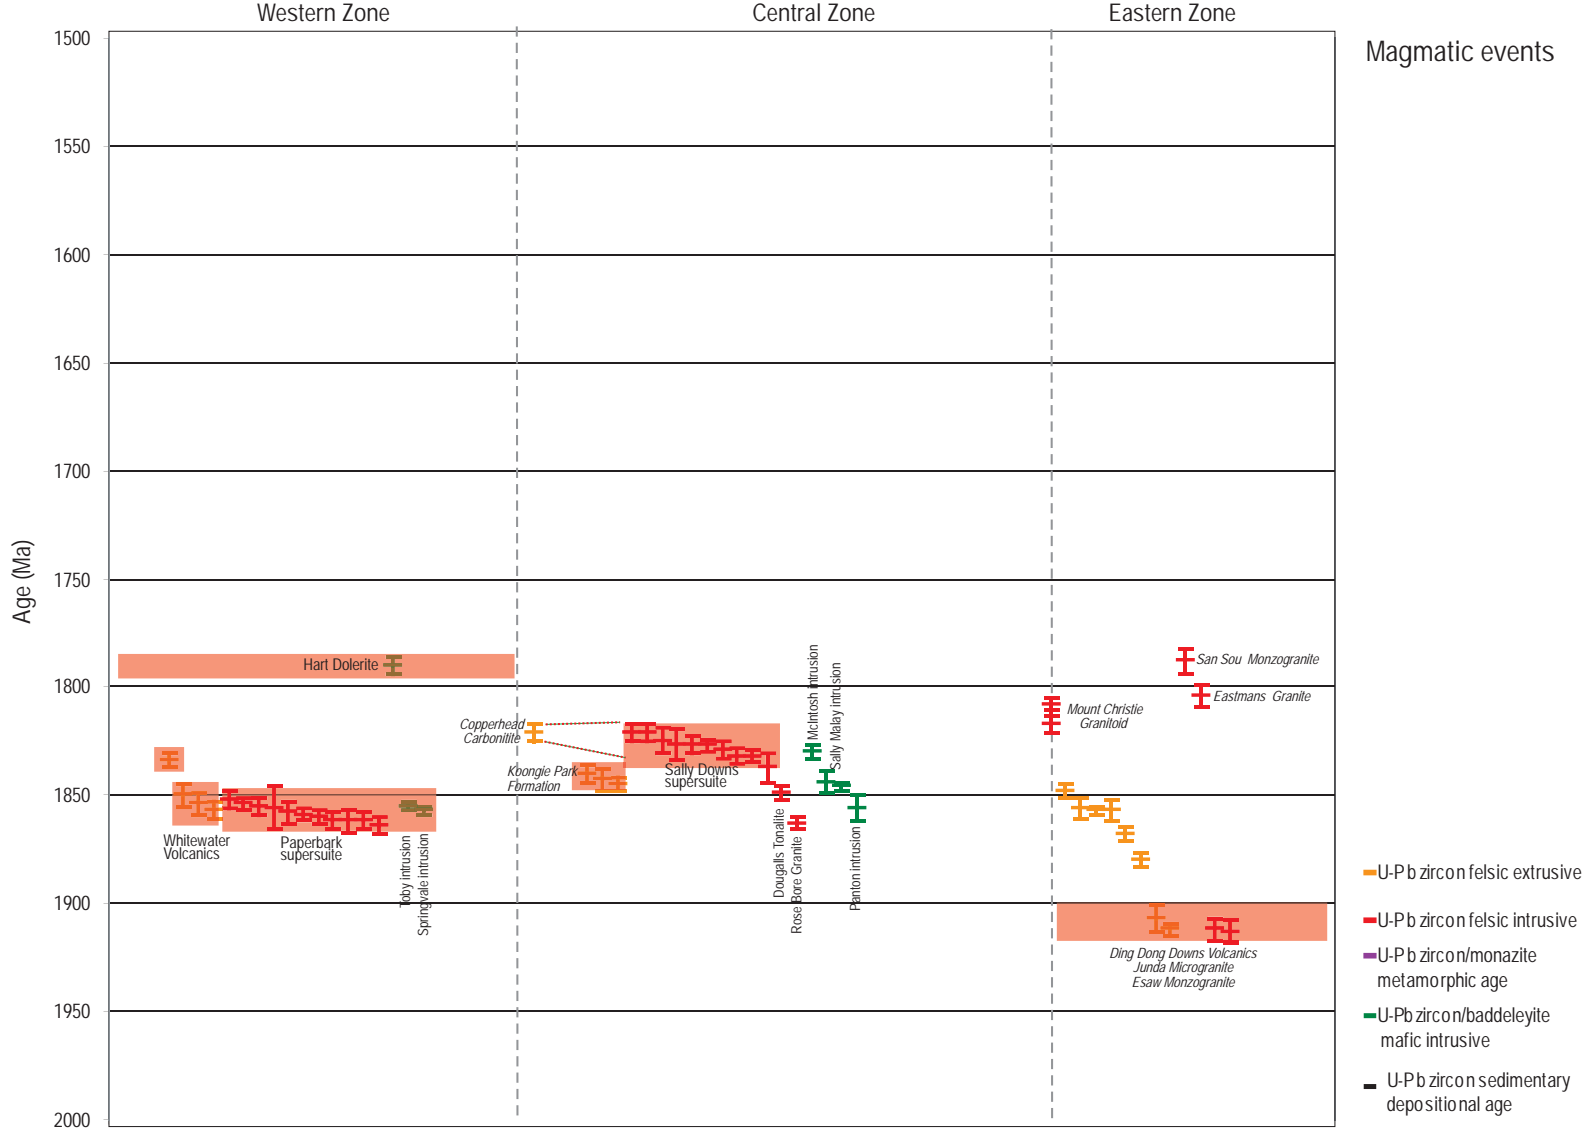 Western Zone
Central Zone
Eastern Zone
Magmatic events
Age (Ma)
1500
1550
1600
1650
1700
1750
1800
1850
1900
1950
2000
Hart Dolerite
Whitewater
Volcanics
Paperbark
supersuite
Toby intrusion
Springvale intrusion
Copperhead
Carbonitite
Koongie Park
Formation
Sally Downs
supersuite
Dougalls Tonalite
Rose Bore Granite
McIntosh intrusion
Sally Malay intrusion
Panton intrusion
San Sou Monzogranite
Eastmans Granite
Mount Christie
Granitoid
Ding Dong Downs Volcanics
Junda Microgranite
Esaw Monzogranite
U-Pb zircon felsic extrusive
U-Pb zircon felsic intrusive
U-Pb zircon/monazite
metamorphic age
U-Pb zircon/baddeleyite
mafic intrusive
U-Pb zircon sedimentary
depositional age